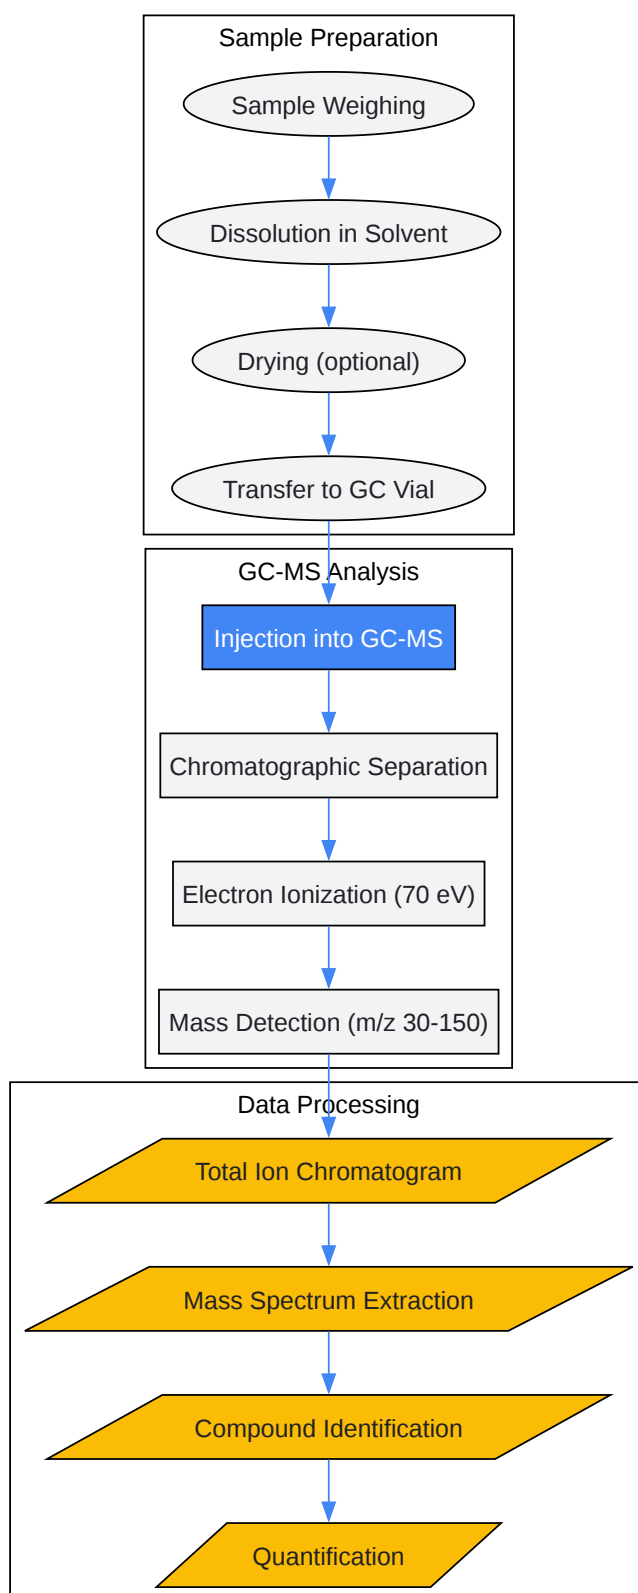 Sample Preparation
Sample Weighing
Dissolution in Solvent
Drying (optional)
Transfer to GC Vial
GC-MS Analysis
Injection into GC-MS
Chromatographic Separation
Electron Ionization (70 eV)
Mass Detection (m/z 30-150)
Data Processing
Total Ion Chromatogram
Mass Spectrum Extraction
Compound Identification
Quantification